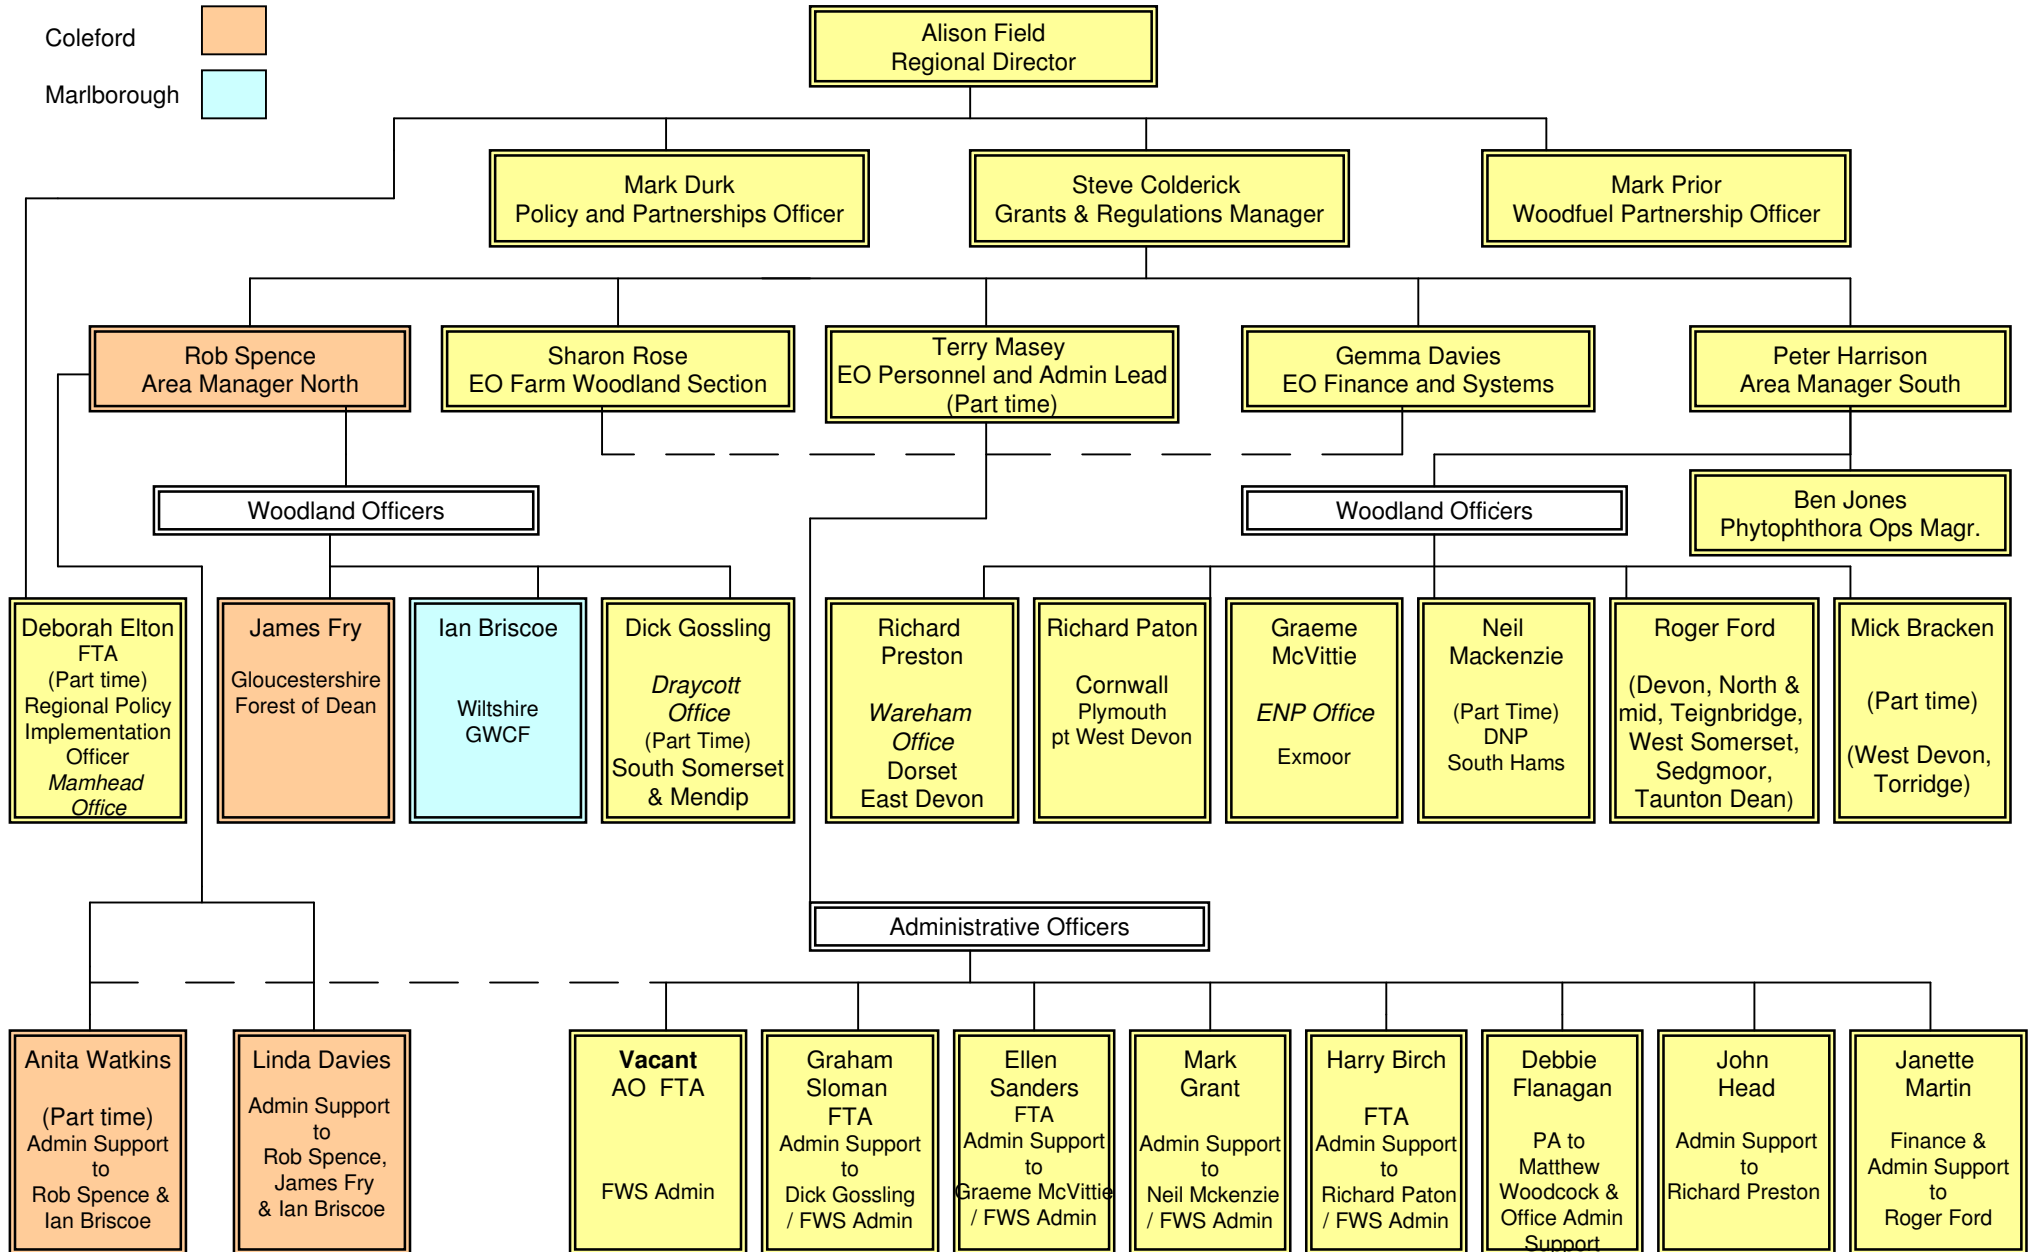 Coleford
Marlborough
Alison Field
Regional Director
Mark Durk
Policy and Partnerships Officer
Steve Colderick
Grants & Regulations Manager
Mark Prior
Woodfuel Partnership Officer
Rob Spence
Area Manager North
Sharon Rose
EO Farm Woodland Section
Terry Masey
EO Personnel and Admin Lead
(Part time)
Gemma Davies
EO Finance and Systems
Peter Harrison
Area Manager South
Woodland Officers
Woodland Officers
Ben Jones
Phytophthora Ops Magr.
Deborah Elton
FTA
(Part time)
Regional Policy
Implementation
Officer
Mamhead
Office
James Fry
Gloucestershire
Forest of Dean
Ian Briscoe
Wiltshire
GWCF
Dick Gossling
Draycott
Office
(Part Time)
South Somerset
& Mendip
Richard
Preston
Wareham
Office
Dorset
East Devon
Richard Paton
Cornwall
Plymouth
pt West Devon
Graeme
McVittie
ENP Office
Exmoor
Neil
Mackenzie
(Part Time)
DNP
South Hams
Roger Ford
(Devon, North &
mid, Teignbridge,
West Somerset,
Sedgmoor,
Taunton Dean)
Mick Bracken
(Part time)
(West Devon,
Torridge)
Administrative Officers
Anita Watkins
(Part time)
Admin Support
to
Rob Spence &
Ian Briscoe
Linda Davies
Admin Support
to
Rob Spence,
James Fry
& Ian Briscoe
Vacant
AO FTA
FWS Admin
Graham
Sloman
FTA
Admin Support
to
Dick Gossling
/ FWS Admin
Ellen
Sanders
FTA
Admin Support
to
Graeme McVittie
/ FWS Admin
Mark
Grant
Admin Support
to
Neil Mckenzie
/ FWS Admin
Harry Birch
FTA
Admin Support
to
Richard Paton
/ FWS Admin
Debbie
Flanagan
PA to
Matthew
Woodcock &
Office Admin
Support
John
Head
Admin Support
to
Richard Preston
Janette
Martin
Finance &
Admin Support
to
Roger Ford